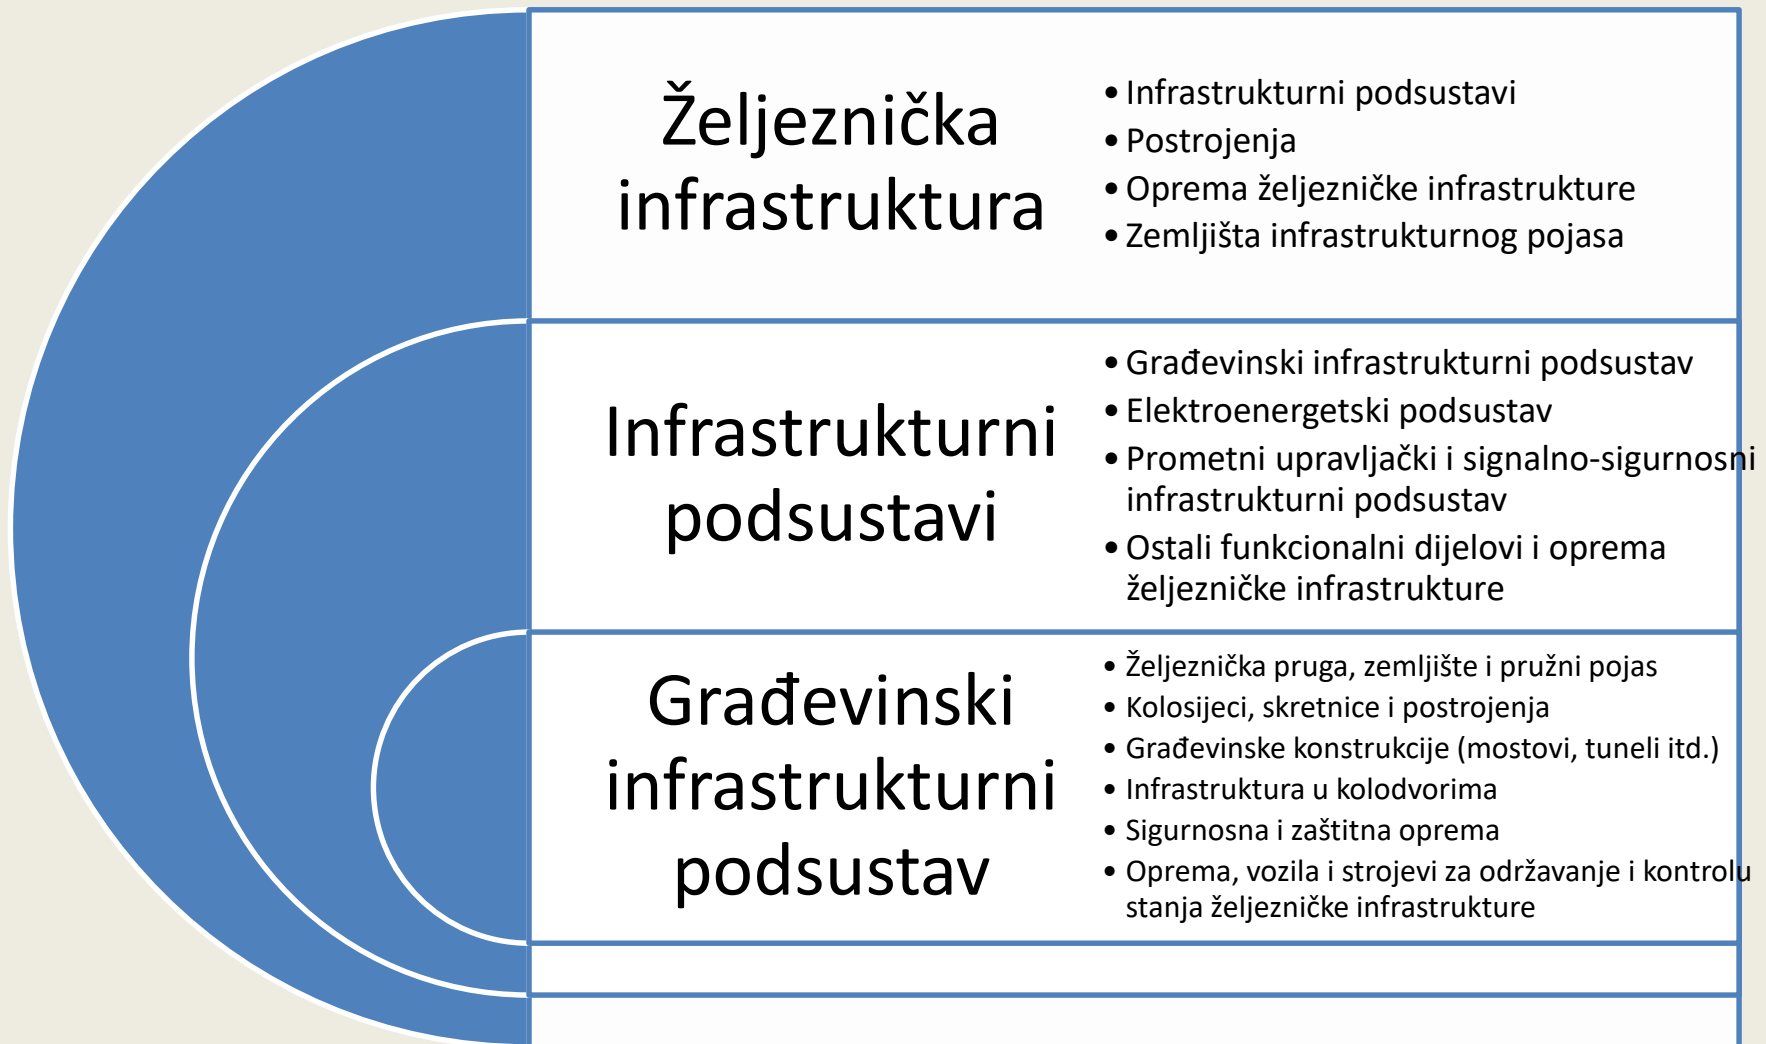 Željeznička
infrastruktura
• Infrastrukturni podsustavi
• Postrojenja
• Oprema željezničke infrastrukture
• Zemljišta infrastrukturnog pojasa
Infrastrukturni
podsustavi
• Građevinski infrastrukturni podsustav
• Elektroenergetski podsustav
• Prometni upravljački i signalno-sigurnosni
infrastrukturni podsustav
• Ostali funkcionalni dijelovi i oprema
željezničke infrastrukture
Građevinski
infrastrukturni
podsustav
• Željeznička pruga, zemljište i pružni pojas
• Kolosijeci, skretnice i postrojenja
• Građevinske konstrukcije (mostovi, tuneli itd.)
• Infrastruktura u kolodvorima
• Sigurnosna i zaštitna oprema
• Oprema, vozila i strojevi za održavanje i kontrolu
stanja željezničke infrastrukture